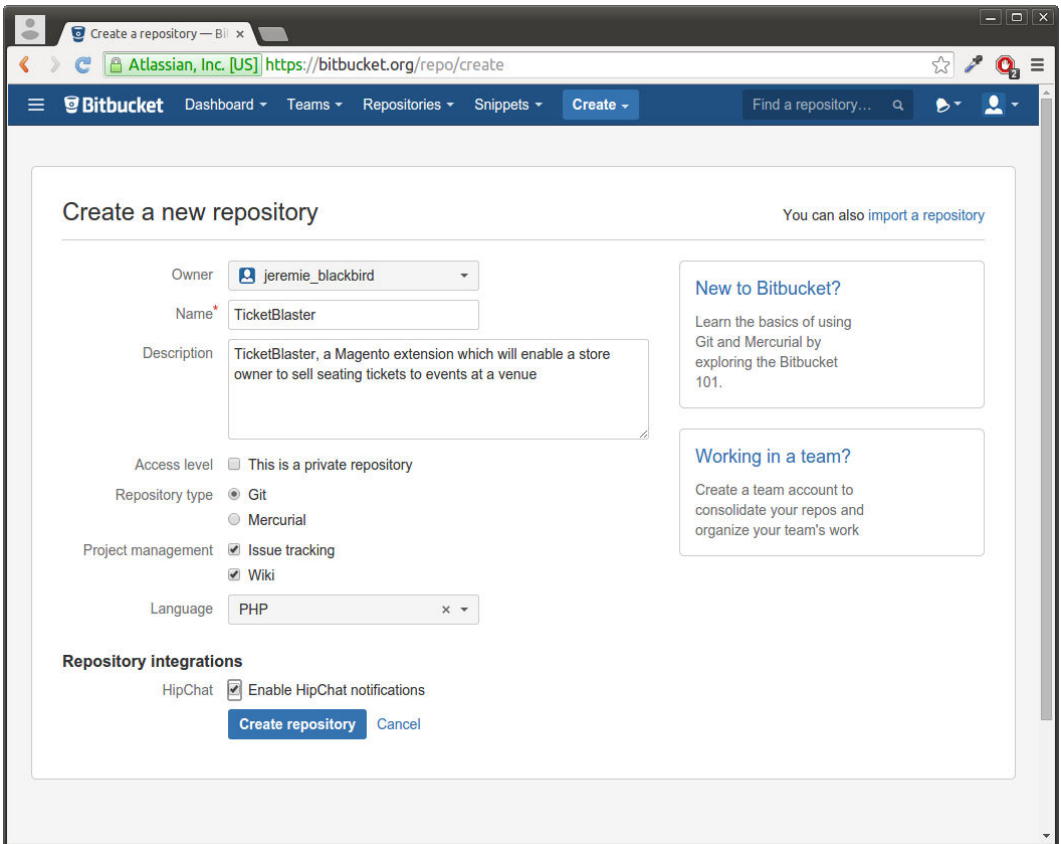 Create a repository — Bi
Atlassian, Inc. [US] https://bitbucket.org/repo/create
2
Bitbucket Dashboard Teams Repositories Snippets Create Find a repository...
Create a new repository
You can also import a repository
Owner jeremie_blackbird
Name* TicketBlaster
Description TicketBlaster, a Magento extension which will enable a store
owner to sell seating tickets to events at a venue
Access level This is a private repository
Repository type Git
Mercurial
Project management Issue tracking
Wiki
Language PHP
Repository integrations
HipChat Enable HipChat notifications
Create repository Cancel
New to Bitbucket?
Learn the basics of using
Git and Mercurial by
exploring the Bitbucket
101.
Working in a team?
Create a team account to
consolidate your repos and
organize your team's work